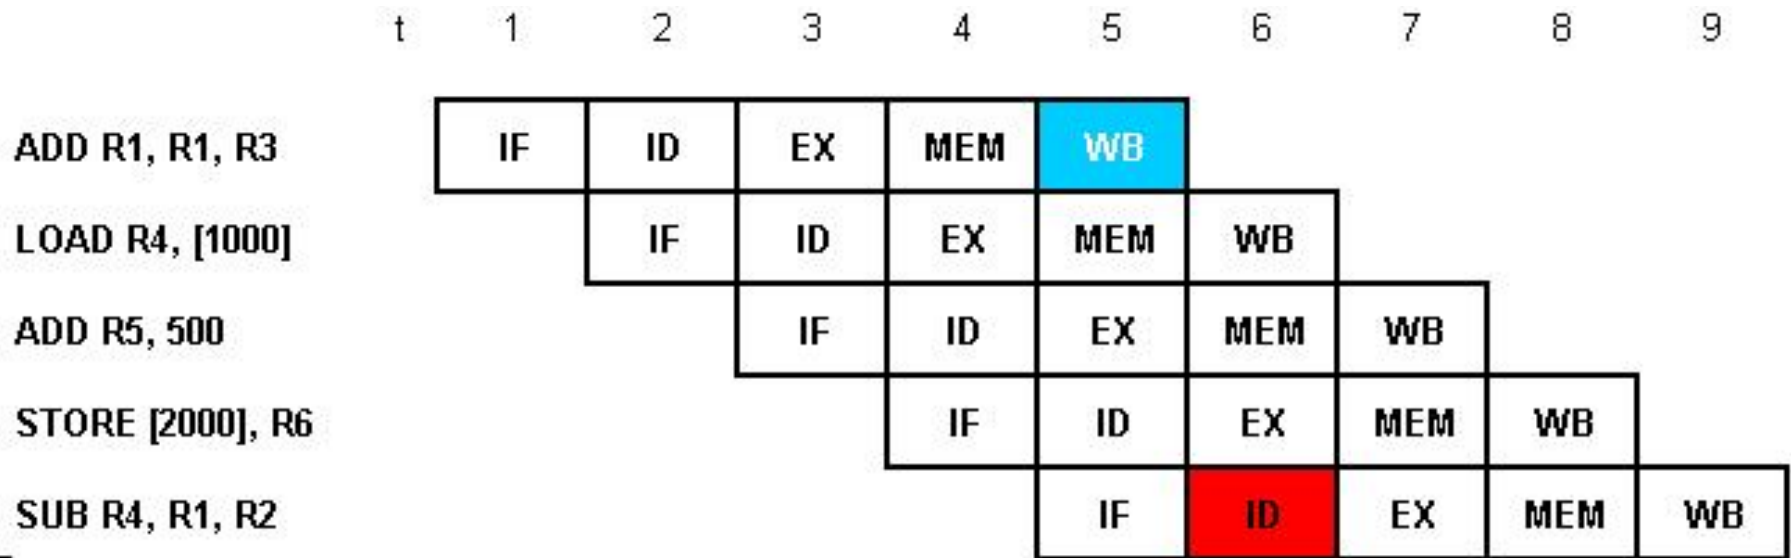 t 1 2 3 4 5 6 7 8 9
ADD R1, R1, R3 IF ID EX MEM WB
LOAD R4, [1000] IF ID EX MEM WB
ADD R5, 500 IF ID EX MEM WB
STORE [2000], R6 IF ID EX MEM WB
SUB R4, R1, R2 IF ID EX MEM WB